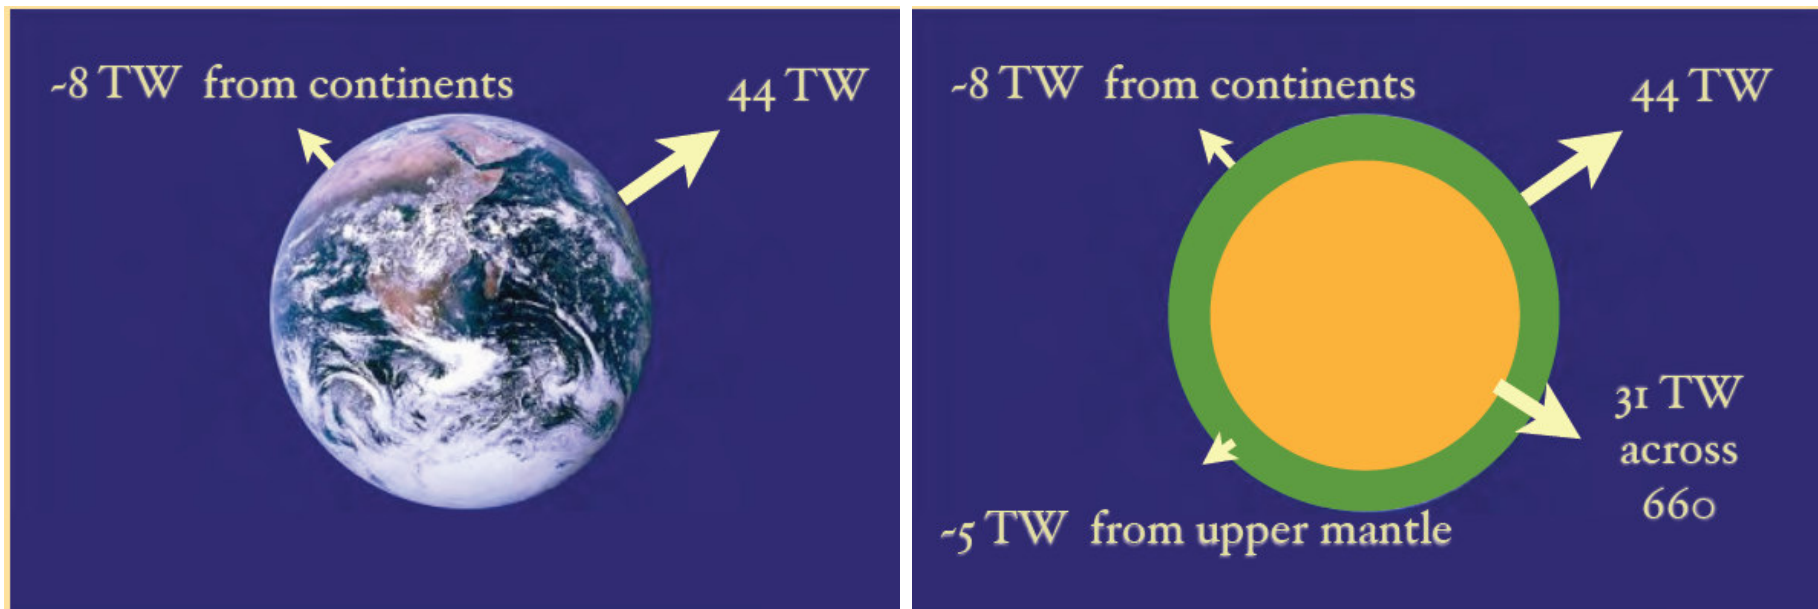 ~8 TW from continents
44 TW
~8 TW from continents
44 TW
31 TW
across
660
~5 TW from upper mantle